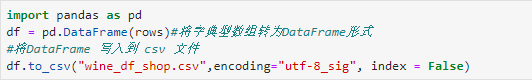 import pandas as pd
df = pd.DataFrame(rows)#将字典型数组转为DataFrame形式
#将DataFrame 写入到 csv 文件
df.to_csv("wine_df_shop.csv",encoding="utf-8_sig", index = False)